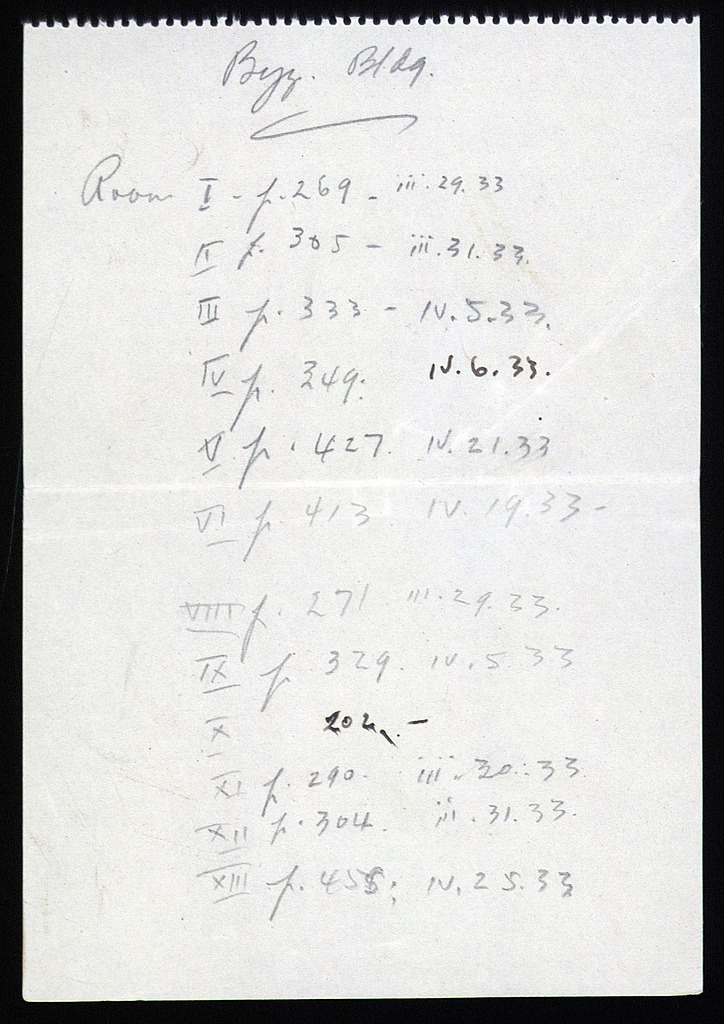 Byz. Bldg.
Room I - p. 269 - iii. 29. 33
II p. 305 - iii. 31. 33.
III p. 333 - IV. 5. 33.
IV p. 349. IV. 6. 33.
V p. 427. IV. 21. 33
VI p. 413 IV. 19. 33 -
VIII p. 271 iii. 29. 33.
IX p. 329. IV. 5. 33
X 202. -
XI p. 290. iii. 30. 33.
XII p. 304. iii. 31. 33.
XIII p. 455; IV. 25. 33